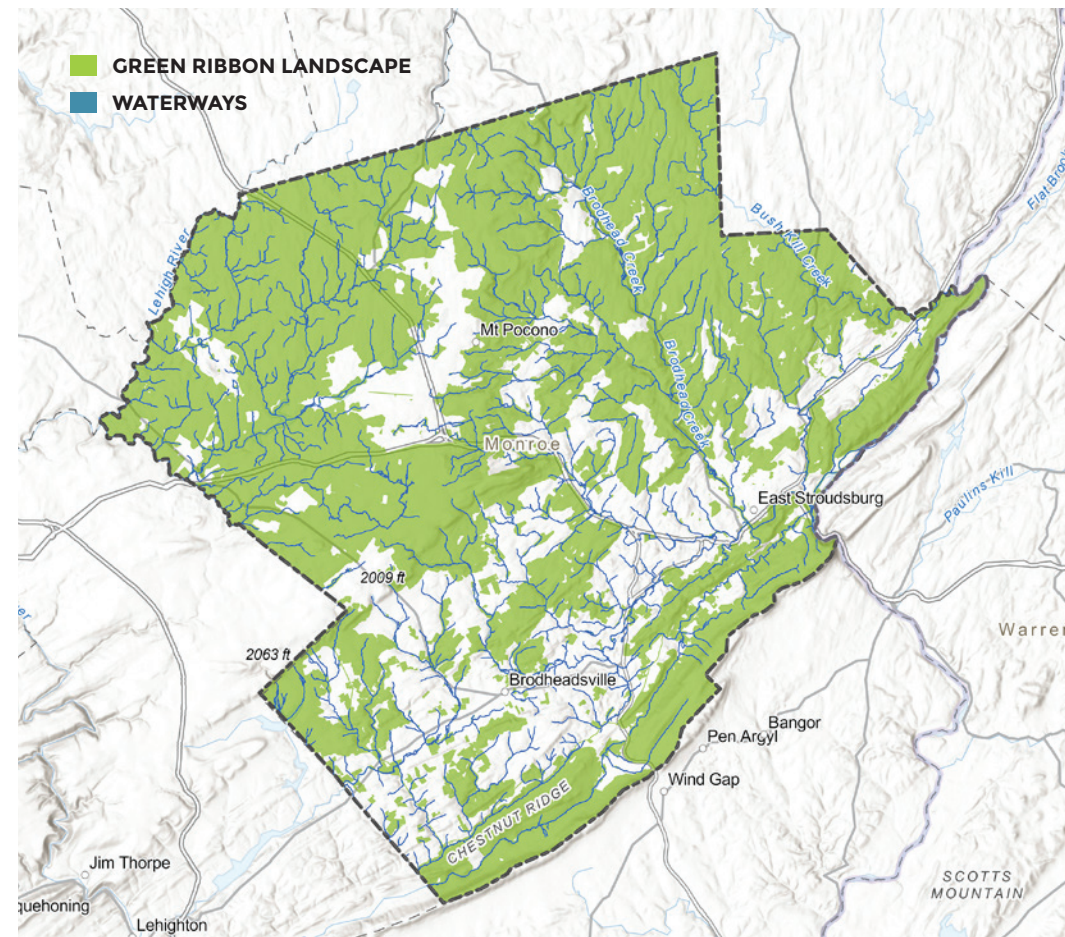 GREEN RIBBON LANDSCAPE
WATERWAYS
Flat Broo
Brodhead Creek
Bush Kill Creek
Lehigh River
Mt Pocono
Brodhead Creek
Monroe
East Stroudsburg
Paulins Kill
2009 ft
Warren
2063 ft
Brodheadsville
Bangor
Pen Argyl
Wind Gap
CHESTNUT RIDGE
Jim Thorpe
SCOTTS
MOUNTAIN
quehoning
Lehighton